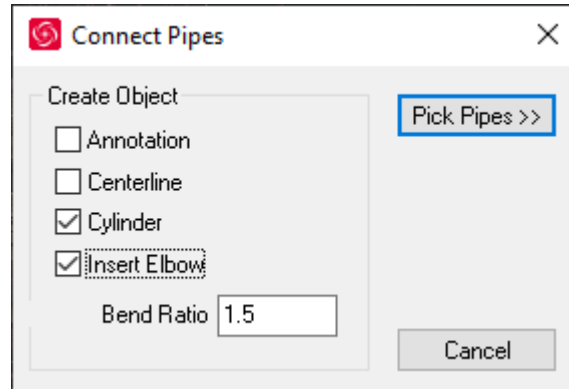 Connect Pipes
Create Object
Pick Pipes >>
Annotation
Centerline
Cylinder
Insert Elbow
Bend Ratio 1.5
Cancel